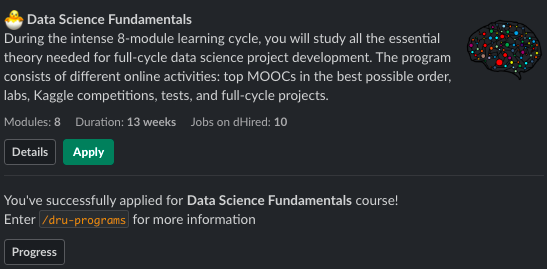 Data Science Fundamentals
During the intense 8-module learning cycle, you will study all the essential
theory needed for full-cycle data science project development. The program
consists of different online activities: top MOOCs in the best possible order,
labs, Kaggle competitions, tests, and full-cycle projects.
Modules: 8 Duration: 13 weeks Jobs on dHired: 10
Details Apply
You've successfully applied for Data Science Fundamentals course!
Enter /dru-programs for more information
Progress